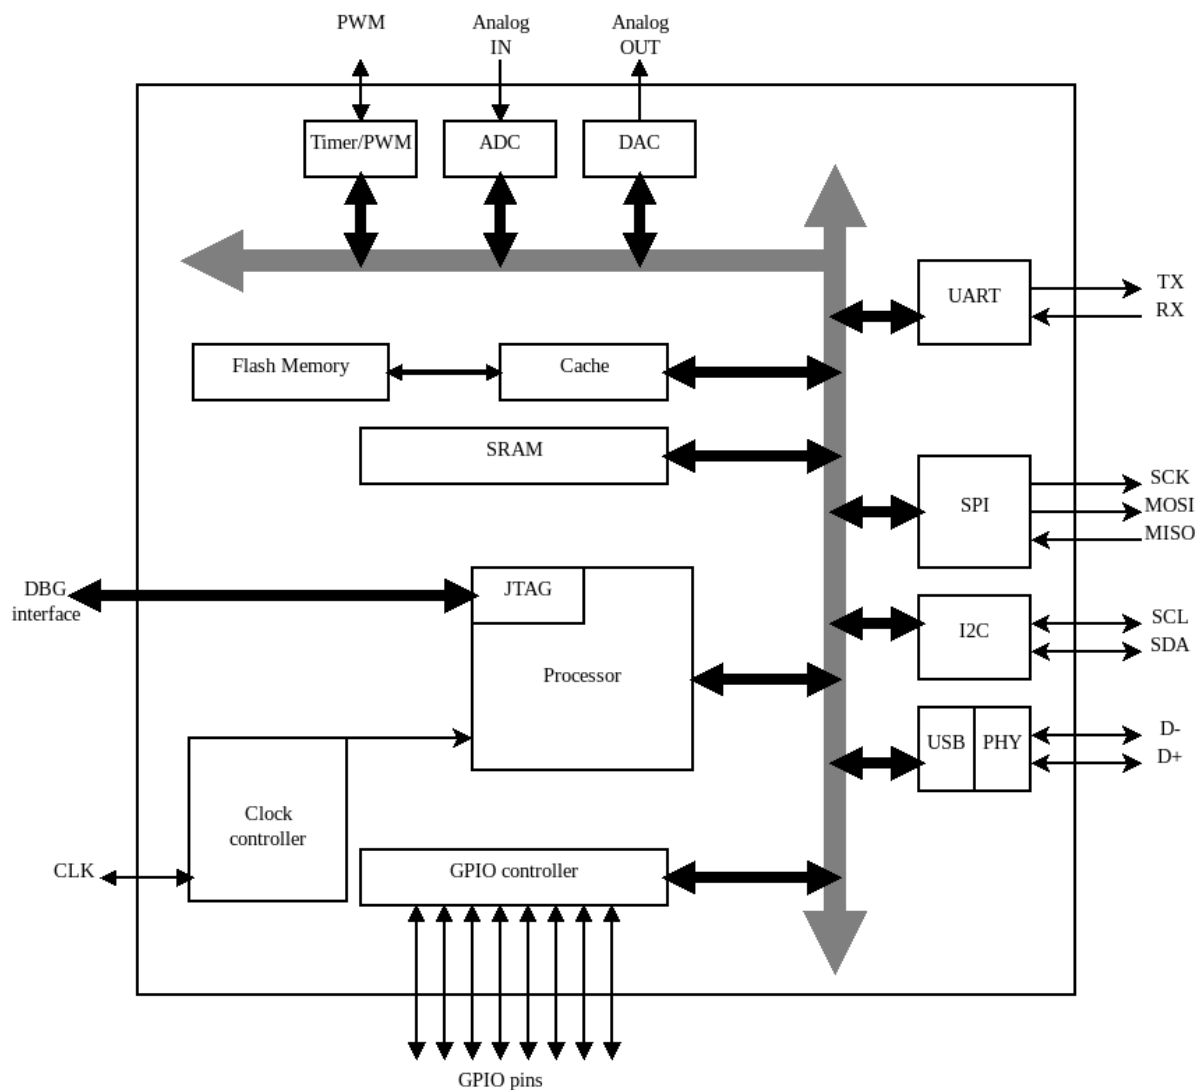 PWM
Analog
IN
Analog
OUT
Timer/PWM
ADC
DAC
UART
TX
RX
Flash Memory
Cache
SRAM
SPI
SCK
MOSI
MISO
DBG
interface
JTAG
Processor
I2C
SCL
SDA
USB
PHY
D-
D+
Clock
controller
CLK
GPIO controller
GPIO pins